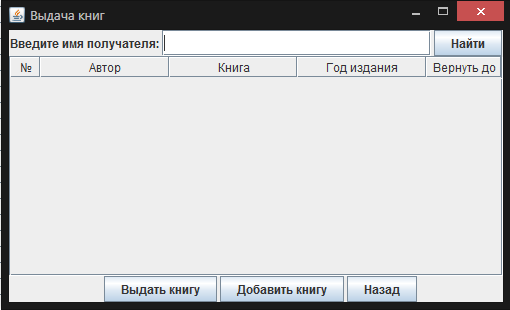 Выдача книг
Введите имя получателя: Найти
№ Автор Книга Год издания Вернуть до
Выдать книгу Добавить книгу Назад